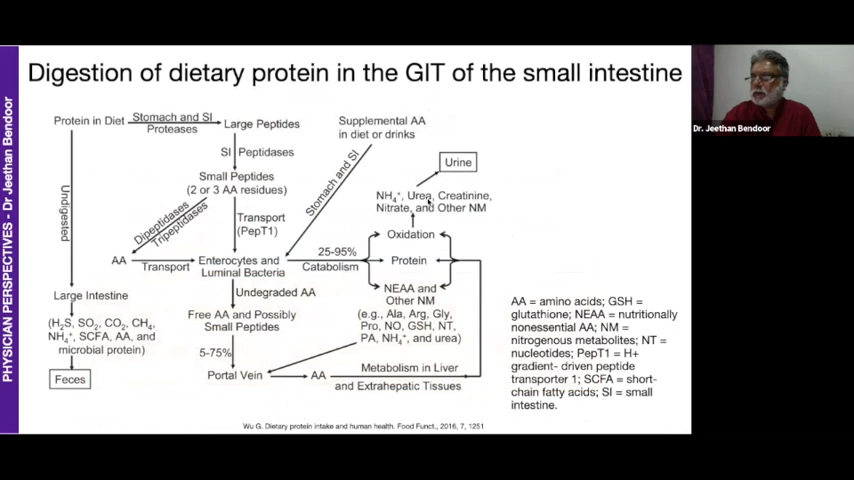 Digestion of dietary protein in the GIT of the small intestine
PHYSICIAN PERSPECTIVES - Dr Jeethan Bendoor
Dr. Jeethan Bendoor
Protein in Diet
Stomach and SI
Proteases
Large Peptides
SI Peptidases
Small Peptides
(2 or 3 AA residues)
Supplemental AA
in diet or drinks
Stomach and SI
Undigested
Dipeptidases
Tripeptidases
Transport
(PepT1)
AA
Transport
Enterocytes and
Luminal Bacteria
25-95%
Catabolism
Urine
NH₄⁺, Urea, Creatinine,
Nitrate, and Other NM
Oxidation
Protein
NEAA and
Other NM
(e.g., Ala, Arg, Gly,
Pro, NO, GSH, NT,
PA, NH₄⁺, and urea)
Undegraded AA
Free AA and Possibly
Small Peptides
5-75%
Portal Vein
AA
Metabolism in Liver
and Extrahepatic Tissues
Large Intestine
(H₂S, SO₂, CO₂, CH₄,
NH₄⁺, SCFA, AA, and
microbial protein)
Feces
AA = amino acids; GSH =
glutathione; NEAA = nutritionally
nonessential AA; NM =
nitrogenous metabolites; NT =
nucleotides; PepT1 = H+
gradient- driven peptide
transporter 1; SCFA = short-
chain fatty acids; SI = small
intestine.
Wu G. Dietary protein intake and human health. Food Funct., 2016, 7, 1251